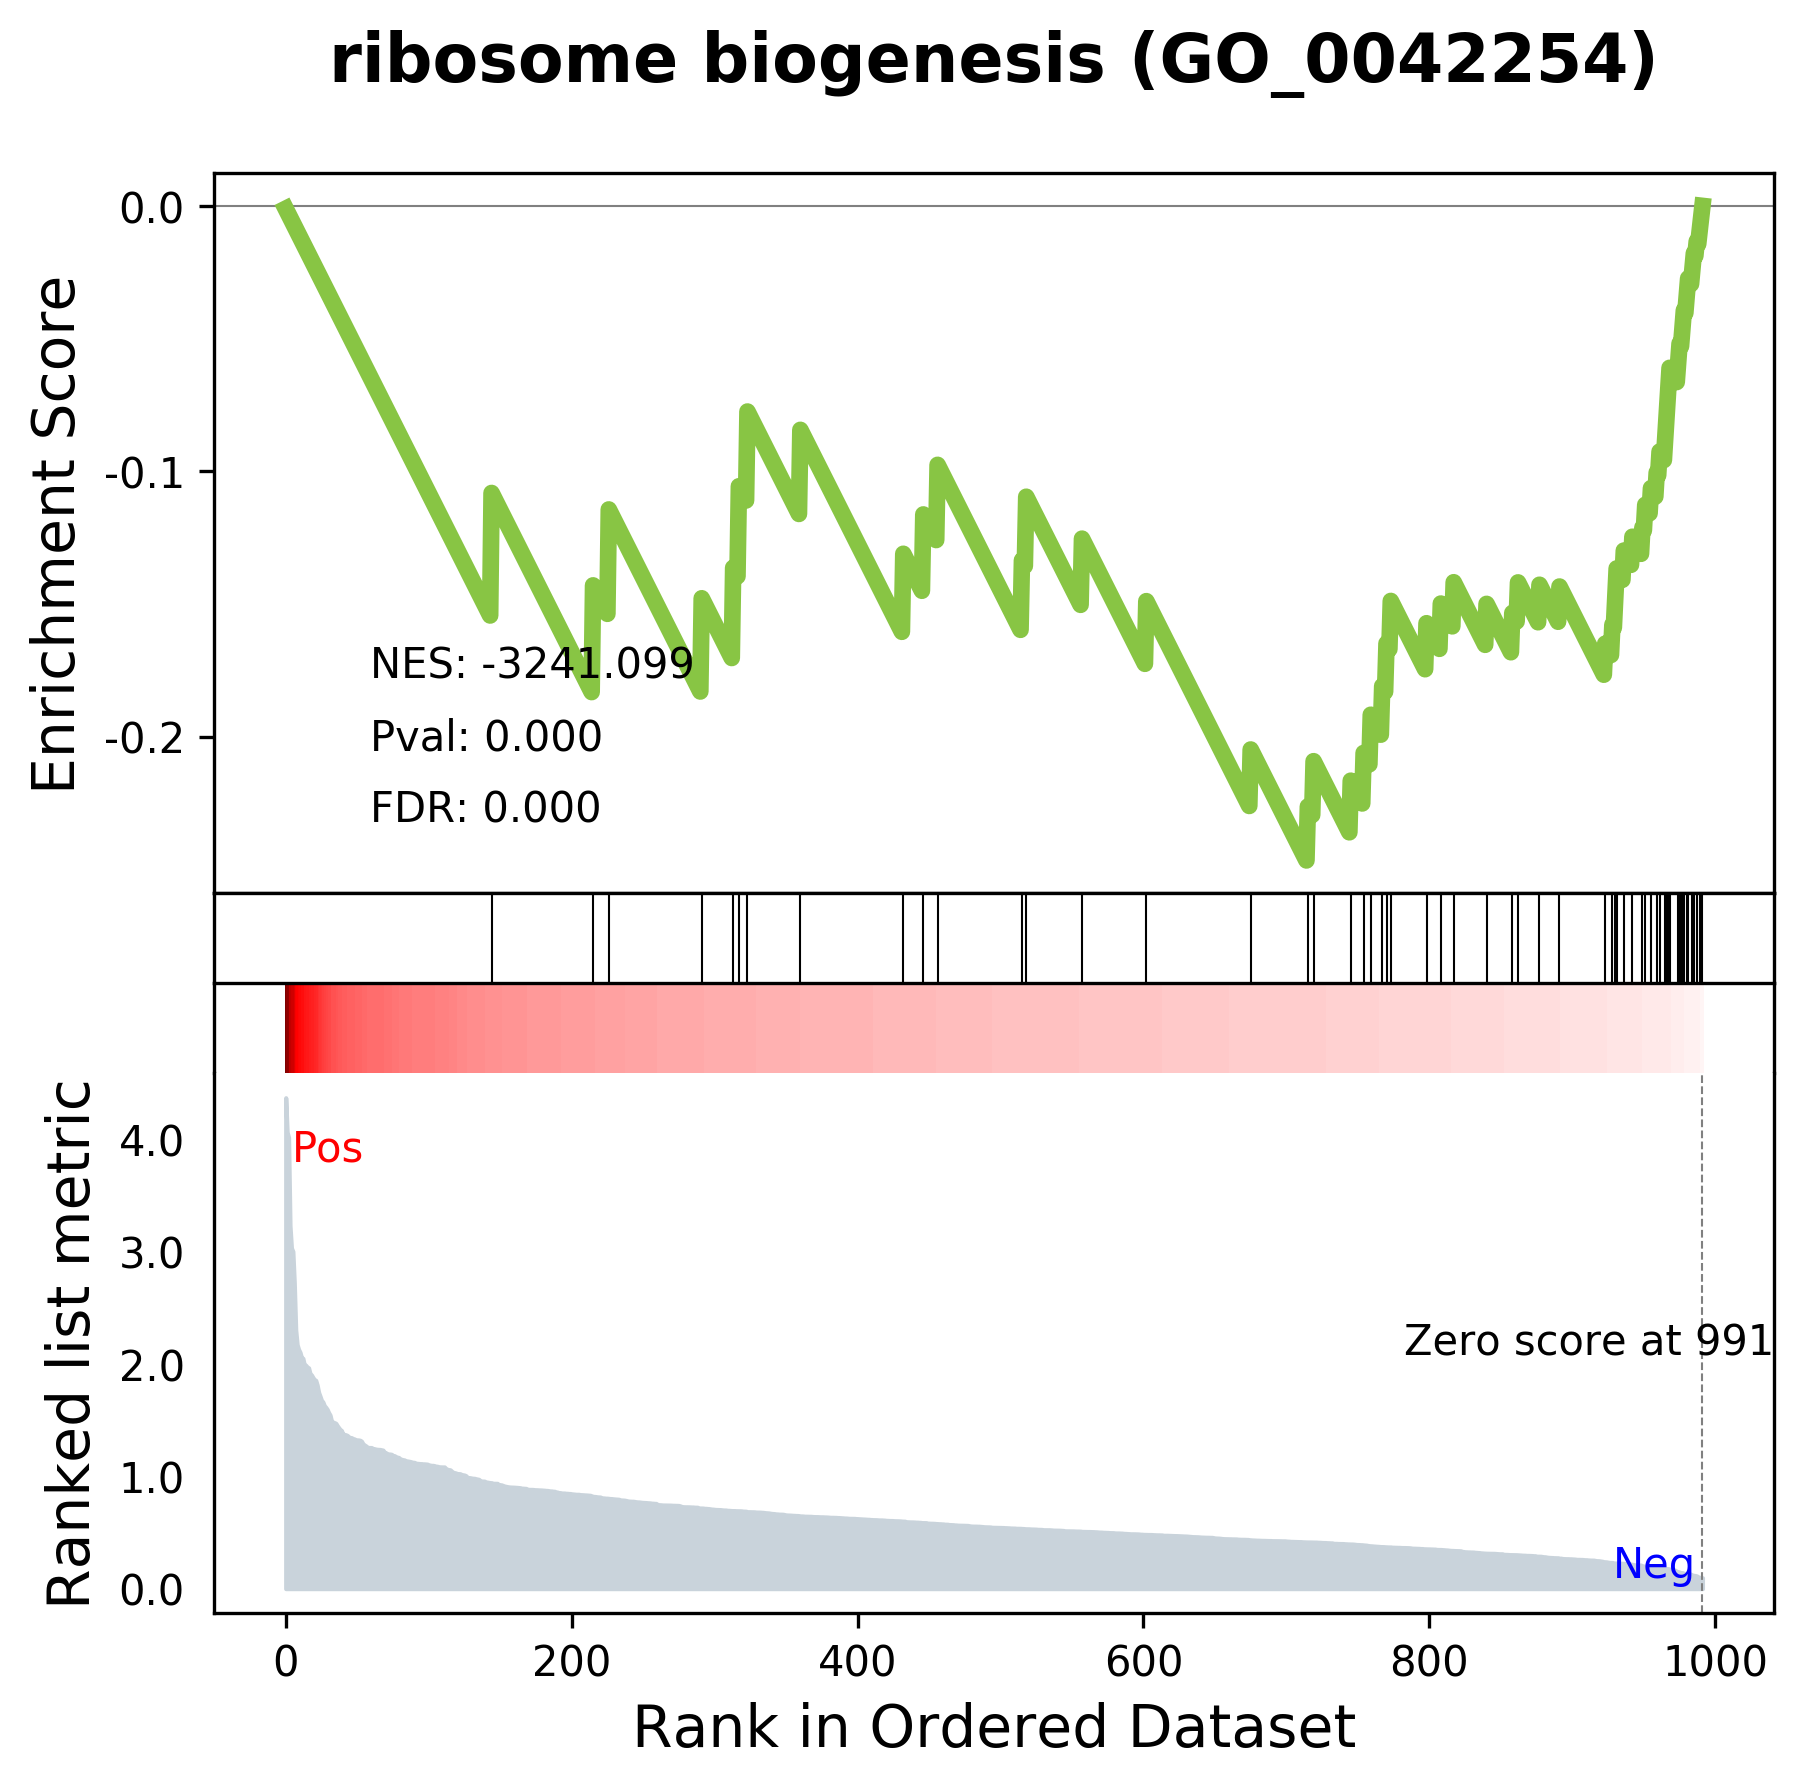 ribosome biogenesis (GO_0042254)
Enrichment Score
0.0
-0.1
-0.2
NES: -3241.099
Pval: 0.000
FDR: 0.000
Ranked list metric
4.0
3.0
2.0
1.0
0.0
Pos
Zero score at 991
Neg
0 200 400 600 800 1000
Rank in Ordered Dataset